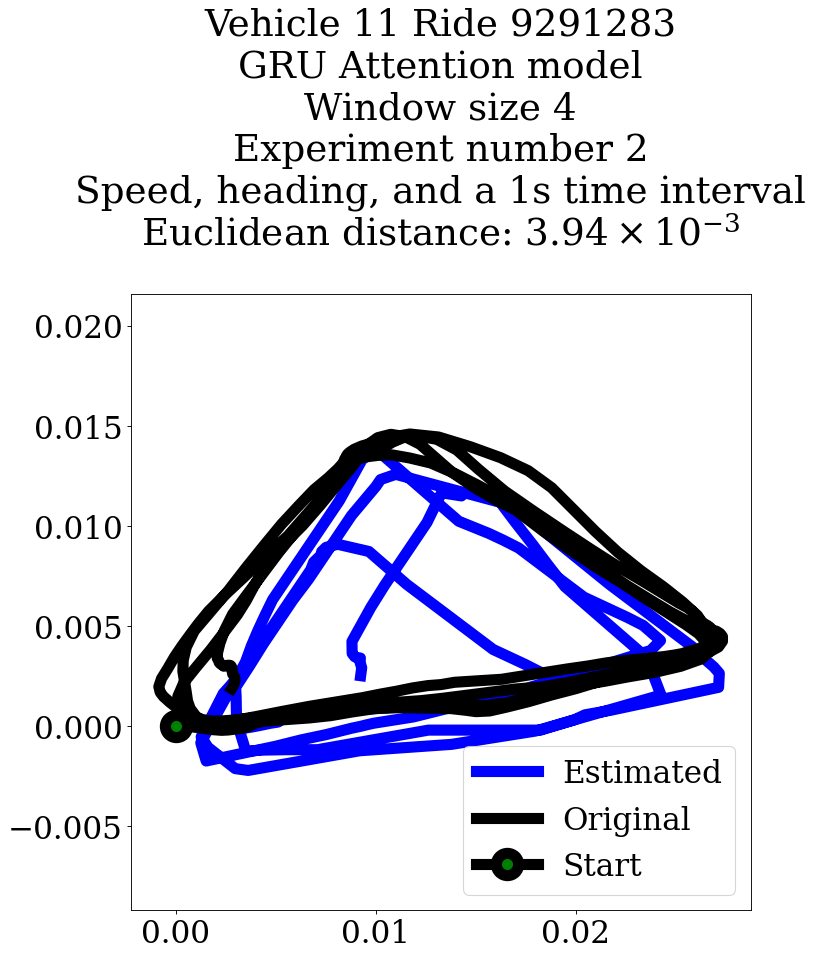 Vehicle 11 Ride 9291283
GRU Attention model
Window size 4
Experiment number 2
Speed, heading, and a 1s time interval
Euclidean distance: 3.94 × 10⁻³
0.020
0.015
0.010
0.005
0.000
−0.005
0.00 0.01 0.02
Estimated
Original
Start